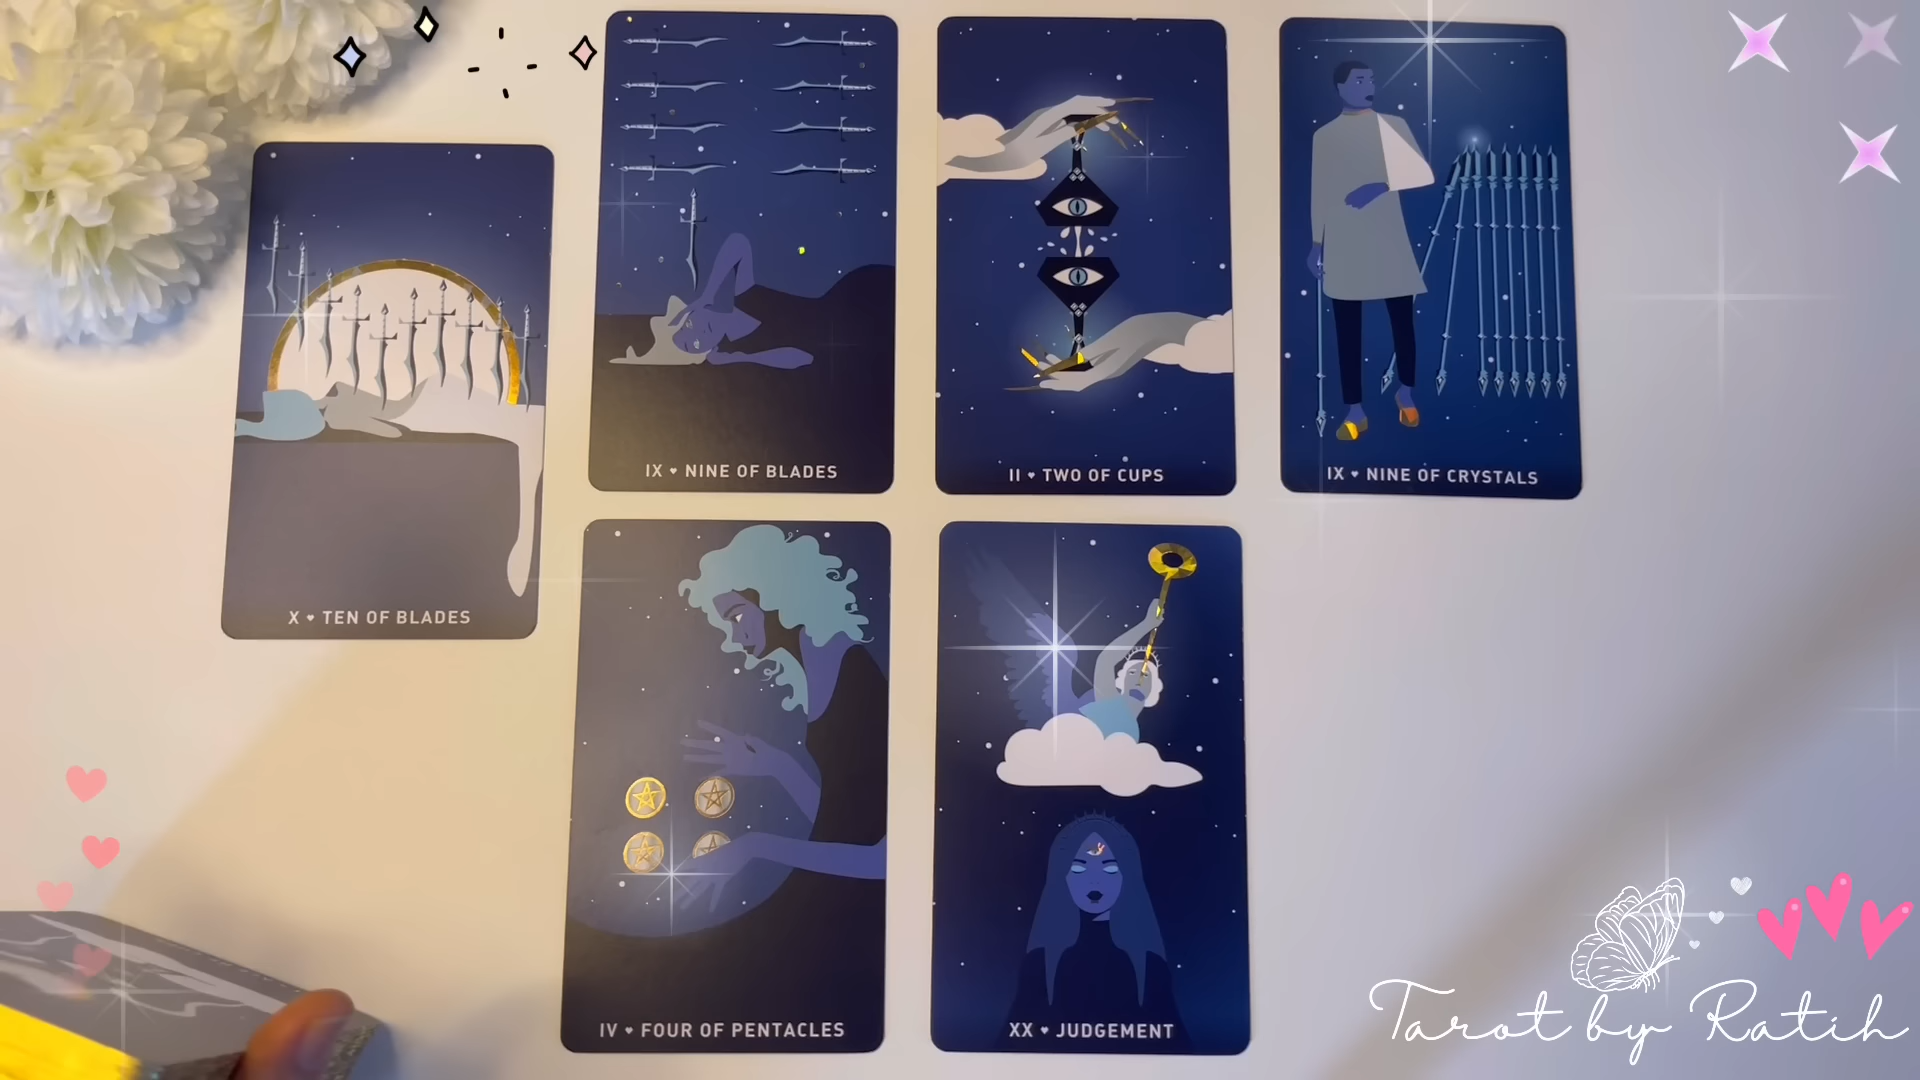 IX ♥ NINE OF BLADES
II ♥ TWO OF CUPS
IX ♥ NINE OF CRYSTALS
X ♥ TEN OF BLADES
IV ♥ FOUR OF PENTACLES
XX ♥ JUDGEMENT
Tarot by Ratih